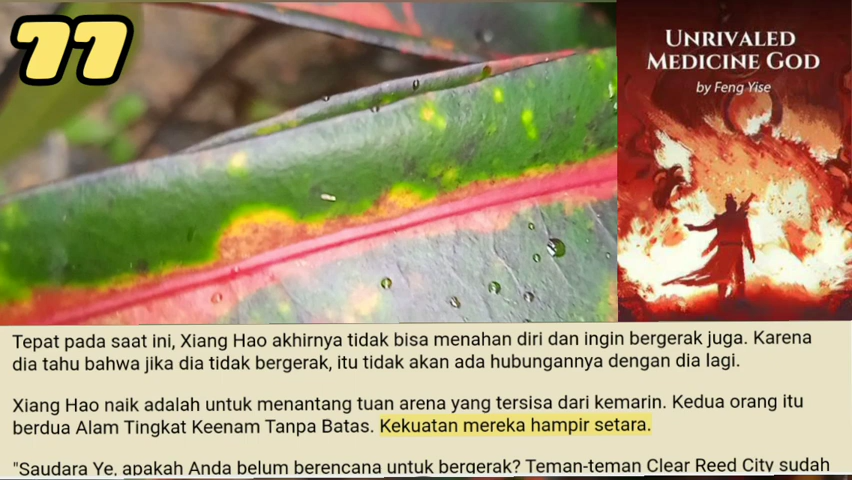 77
UNRIVALED
MEDICINE GOD
by Feng Yise
Tepat pada saat ini, Xiang Hao akhirnya tidak bisa menahan diri dan ingin bergerak juga. Karena
dia tahu bahwa jika dia tidak bergerak, itu tidak akan ada hubungannya dengan dia lagi.
Xiang Hao naik adalah untuk menantang tuan arena yang tersisa dari kemarin. Kedua orang itu
berdua Alam Tingkat Keenam Tanpa Batas. Kekuatan mereka hampir setara.
"Saudara Ye, apakah Anda belum berencana untuk bergerak? Teman-teman Clear Reed City sudah